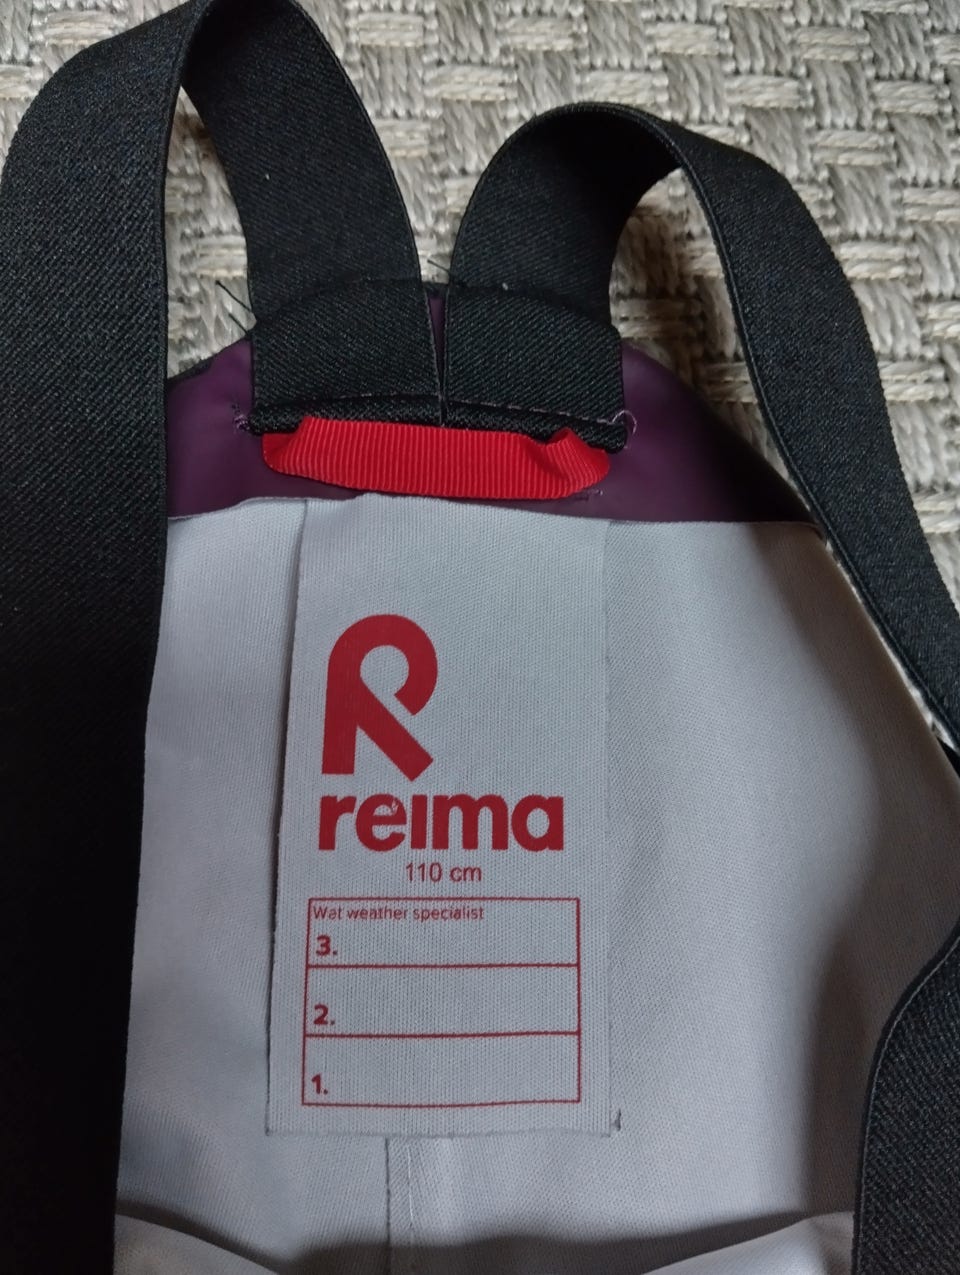 R
reima
110 cm
Wat weather specialist
3.
2.
1.